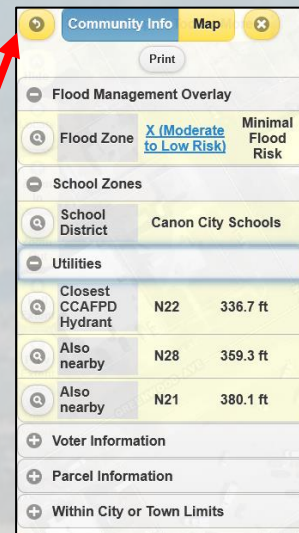 Community Info Map
Print
Flood Management Overlay
Flood Zone X (Moderate to Low Risk) Minimal Flood Risk
School Zones
School District Canon City Schools
Utilities
Closest CCAFPD Hydrant N22 336.7 ft
Also nearby N28 359.3 ft
Also nearby N21 380.1 ft
Voter Information
Parcel Information
Within City or Town Limits